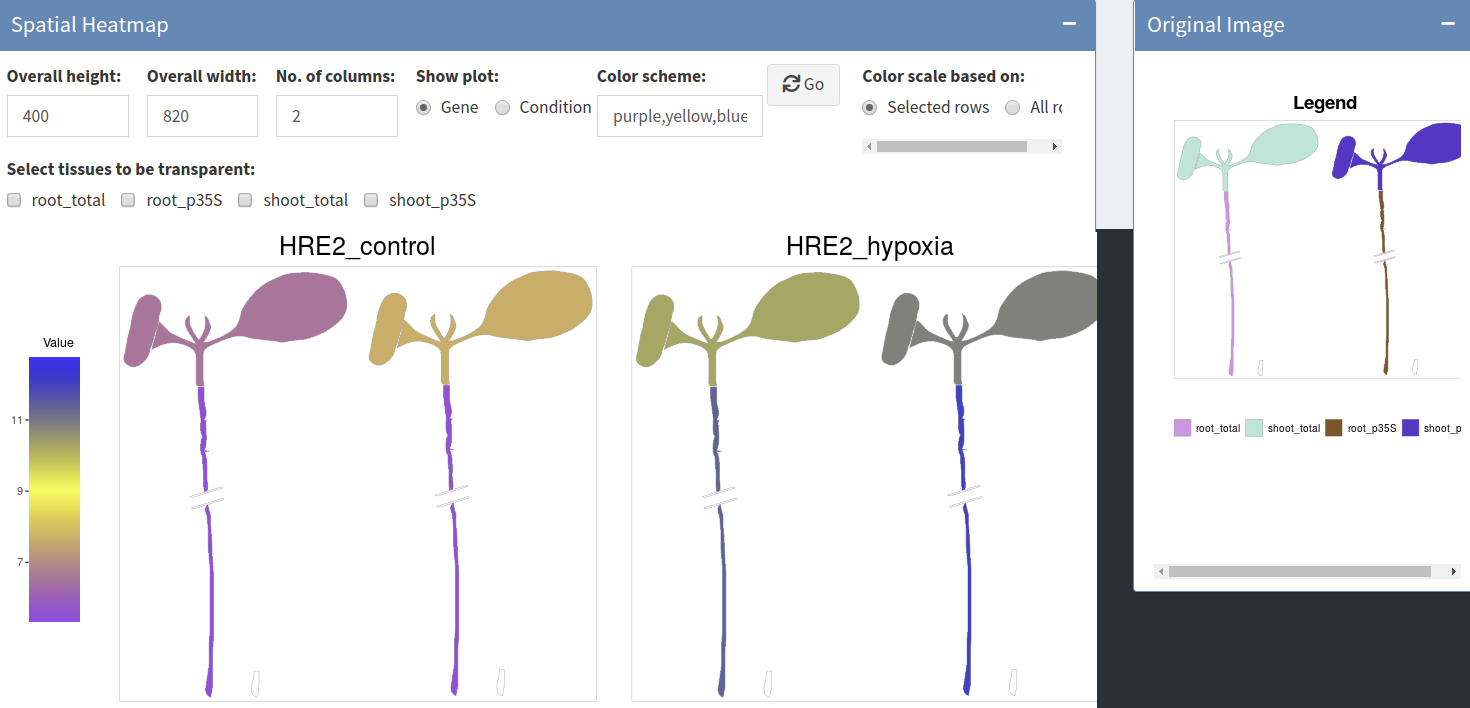 Spatial Heatmap
Original Image
Overall height:
Overall width:
No. of columns:
Show plot:
Color scheme:
Go
Color scale based on:
400
820
2
Gene
Condition
purple,yellow,blue
Selected rows
All ro
Select tissues to be transparent:
root_total
root_p35S
shoot_total
shoot_p35S
HRE2_control
HRE2_hypoxia
Value
11
9
7
Legend
root_total
shoot_total
root_p35S
shoot_p